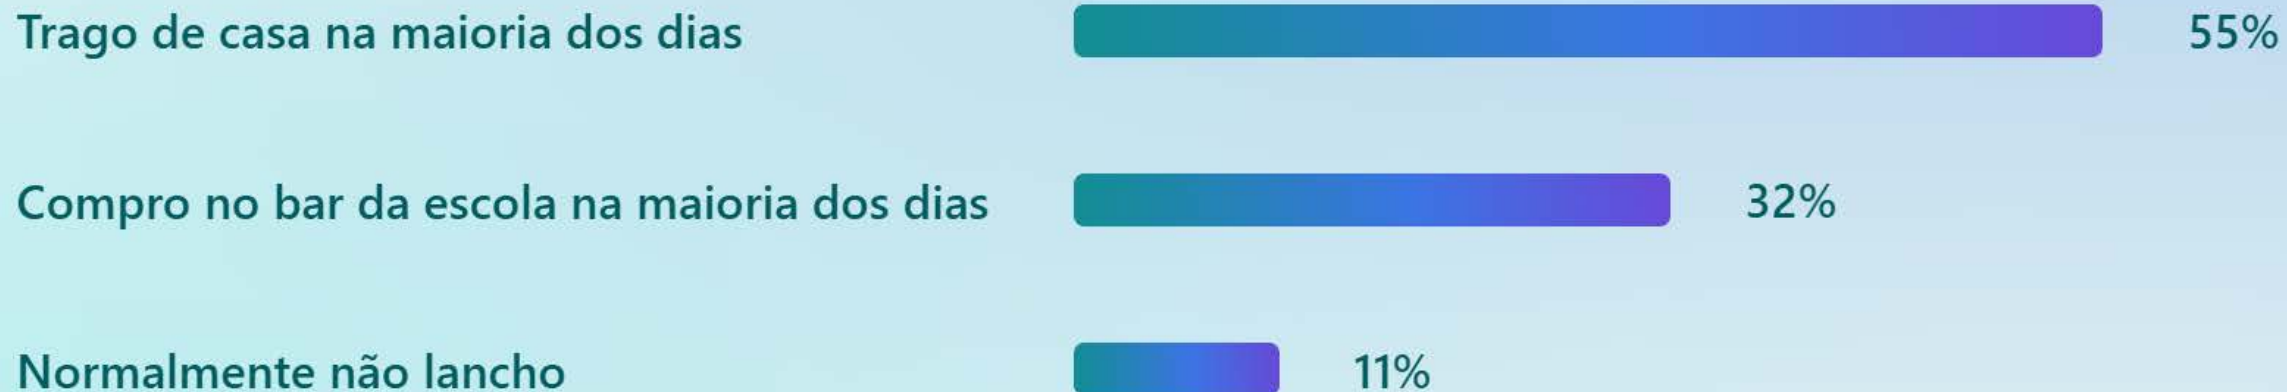 Trago de casa na maioria dos dias 55%
Compro no bar da escola na maioria dos dias 32%
Normalmente não lancho 11%